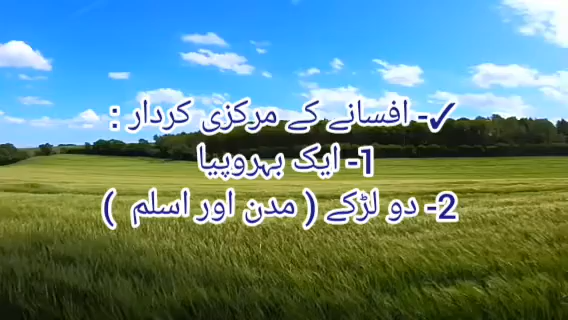 ✓- افسانے کے مرکزی کردار :
1- ایک بہروپیا
2- دو لڑکے ( مدن اور اسلم )